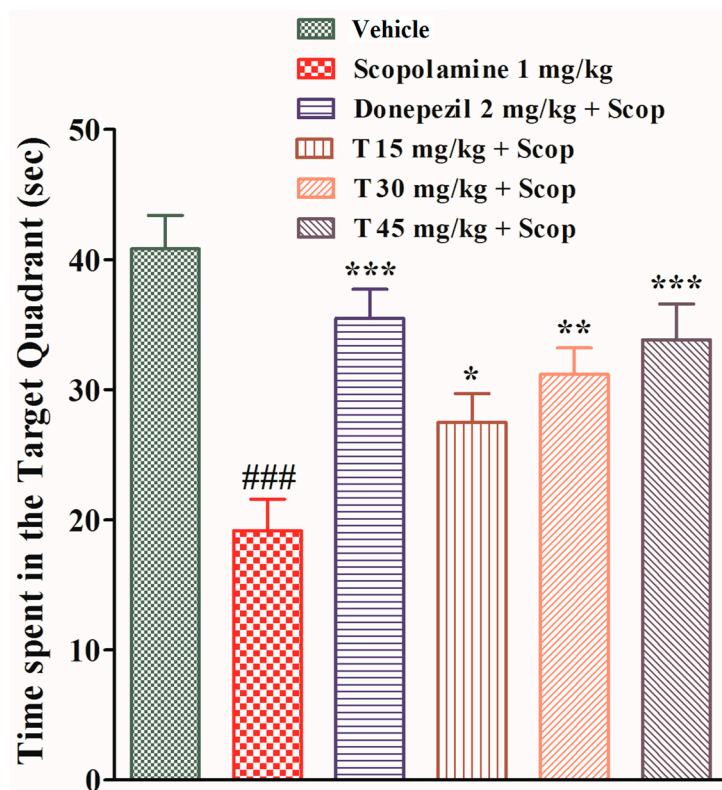 Vehicle
Scopolamine 1 mg/kg
Donepezil 2 mg/kg + Scop
T 15 mg/kg + Scop
T 30 mg/kg + Scop
T 45 mg/kg + Scop
Time spent in the Target Quadrant (sec)
50
40
30
20
10
0
###
***
*
**
***